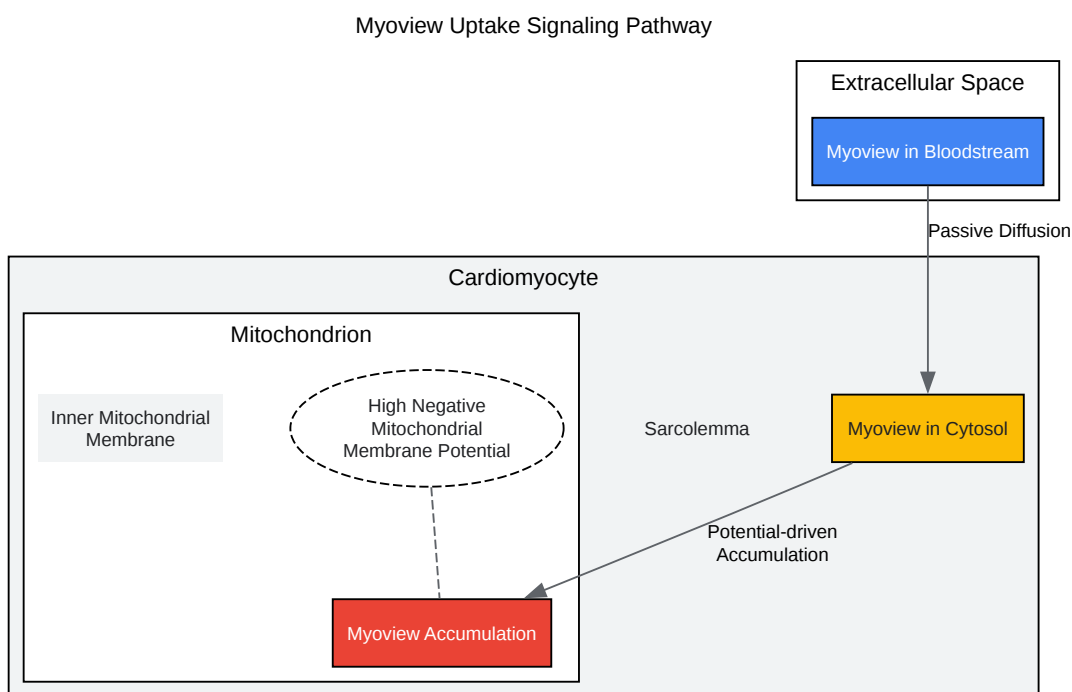 Myoview Uptake Signaling Pathway
Extracellular Space
Myoview in Bloodstream
Passive Diffusion
Cardiomyocyte
Mitochondrion
Inner Mitochondrial
Membrane
High Negative
Mitochondrial
Membrane Potential
Sarcolemma
Myoview in Cytosol
Potential-driven
Accumulation
Myoview Accumulation